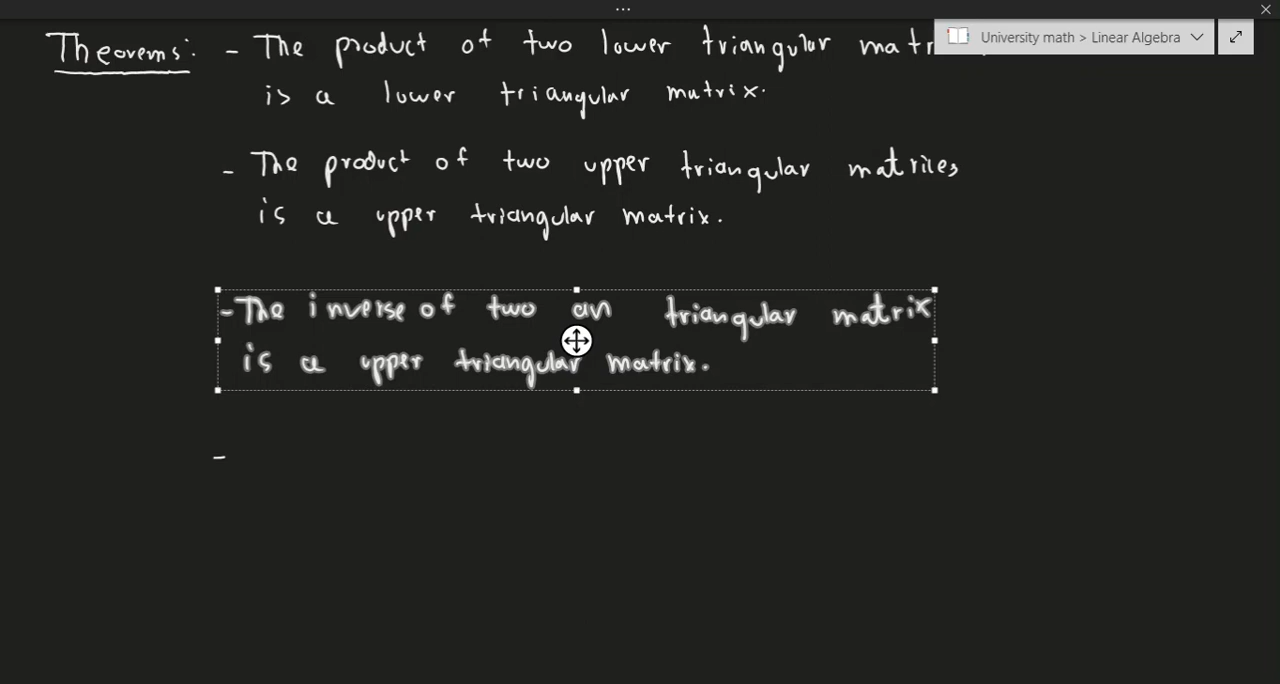 ...
University math > Linear Algebra
Theorems: - The product of two lower triangular
is a lower triangular matrix.
- The product of two upper triangular matrices
is a upper triangular matrix.
- The inverse of two an triangular matrix
is a upper triangular matrix.
-